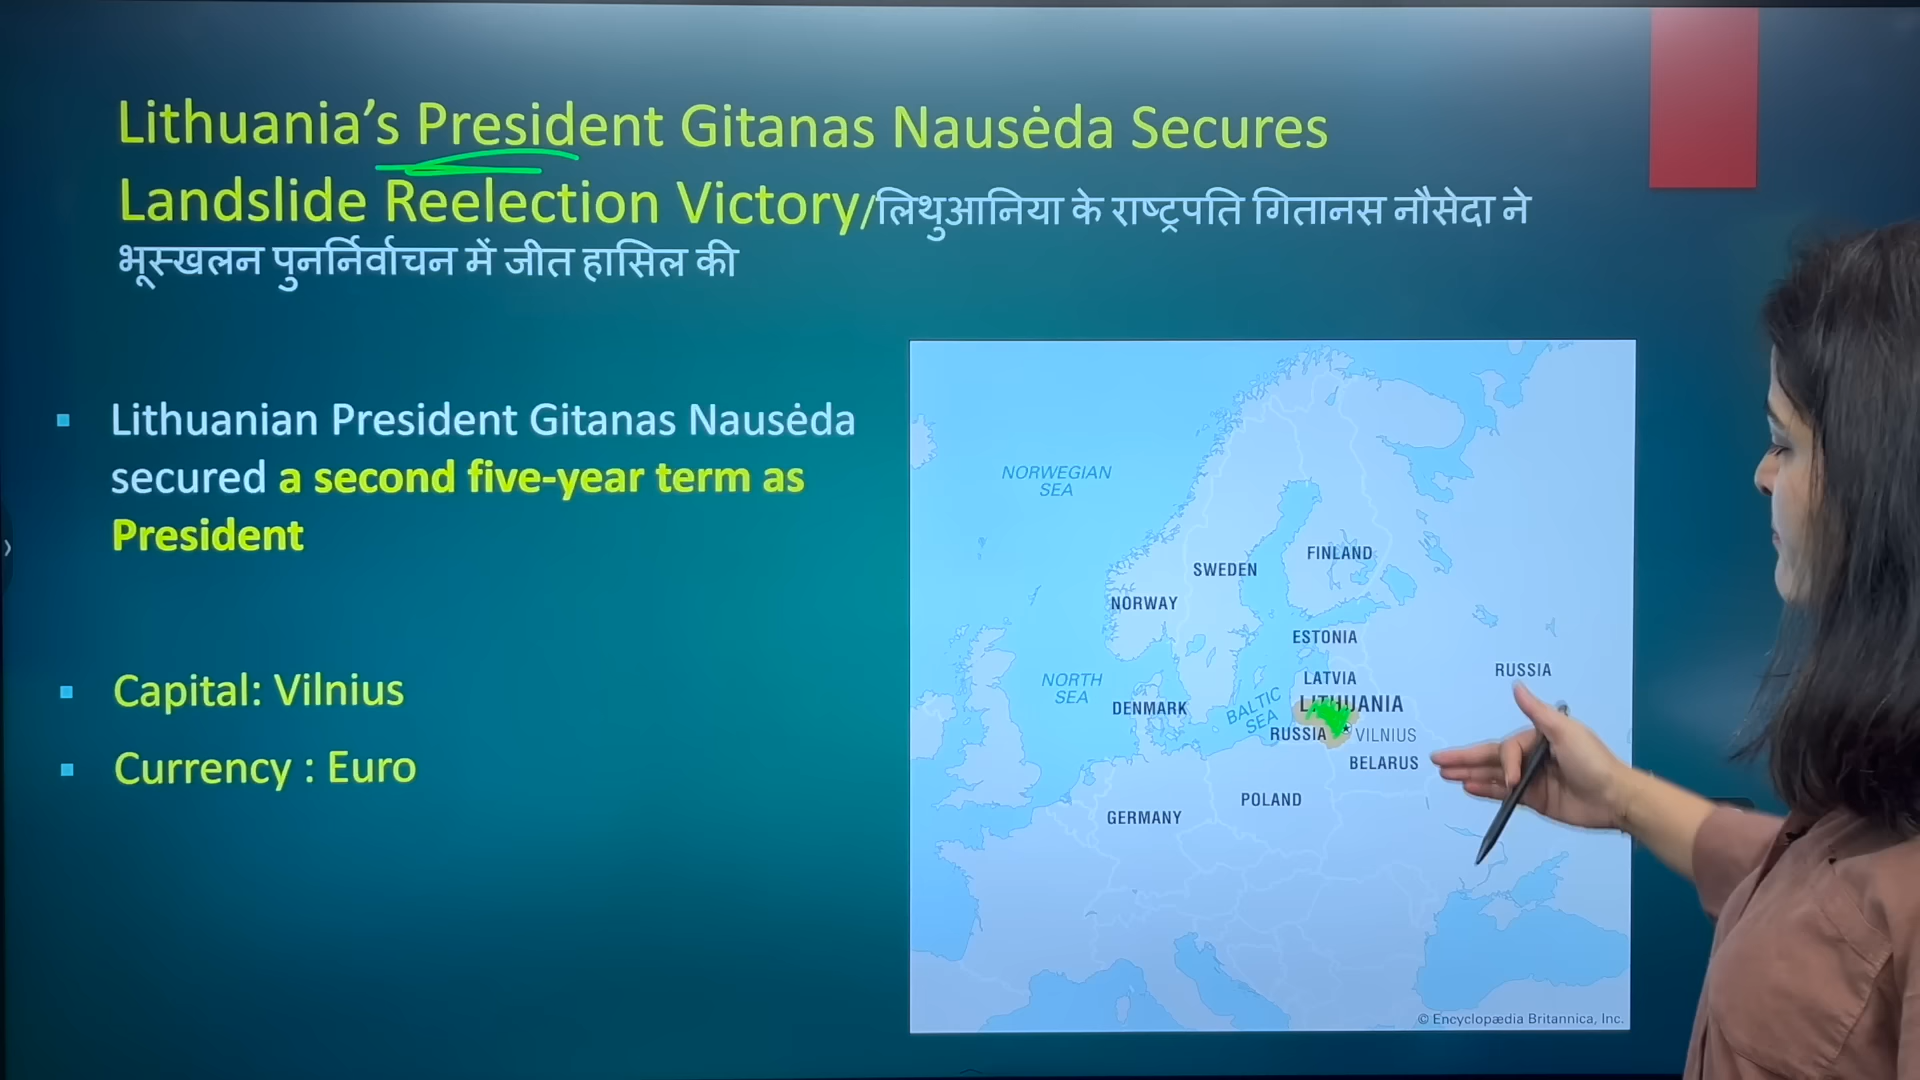 Lithuania’s President Gitanas Nausėda Secures
Landslide Reelection Victory/लिथुआनिया के राष्ट्रपति गितानस नौसेदा ने
भूस्खलन पुनर्निर्वाचन में जीत हासिल की
Lithuanian President Gitanas Nausėda
secured a second five-year term as
President
Capital: Vilnius
Currency : Euro
NORWEGIAN
SEA
FINLAND
SWEDEN
NORWAY
ESTONIA
RUSSIA
LATVIA
NORTH
SEA
LITHUANIA
DENMARK
BALTIC
SEA
RUSSIA
VILNIUS
BELARUS
POLAND
GERMANY
© Encyclopædia Britannica, Inc.